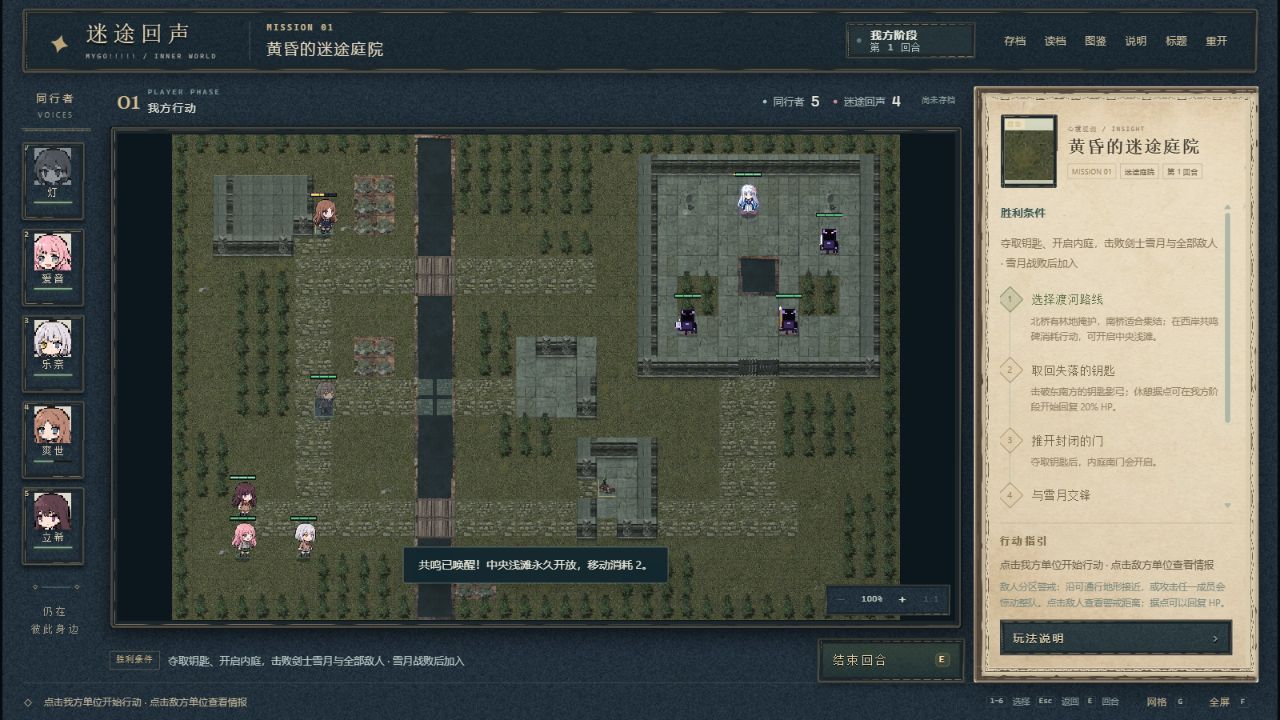 迷途回声
MYGO!!!!! / INNER WORLD
MISSION 01
黄昏的迷途庭院
我方阶段
第 1 回合
存档 读档 图鉴 说明 标题 重开
同行者
VOICES
01
PLAYER PHASE
我方行动
同行者 5 迷途回声 4 尚未存档
1
灯
2
爱音
3
乐奈
4
爽世
5
立希
仍在
彼此身边
共鸣已唤醒！中央浅滩永久开放，移动消耗 2。
− 100% + 1:1
胜利条件 夺取钥匙、开启内庭，击败剑士雪月与全部敌人 · 雪月战败后加入
结束回合 E
/ INSIGHT
黄昏的迷途庭院
MISSION 01 迷途庭院 第 1 回合
胜利条件
夺取钥匙、开启内庭，击败剑士雪月与全部敌人
· 雪月战败后加入
1 选择渡河路线
北桥有林地掩护，南桥适合集结；在西岸共鸣
碑消耗行动，可开启中央浅滩。
2 取回失落的钥匙
击破东南方的钥匙影弓；休憩据点可在我方阶
段开始回复 20% HP。
3 推开封闭的门
夺取钥匙后，内庭南门会开启。
4 与雪月交锋
行动指引
点击我方单位开始行动 · 点击敌方单位查看情报
敌人分区警戒：沿可通行地形接近，或攻击任一成员会
惊动整队。点击敌人查看警戒距离；据点可以回复 HP。
玩法说明 ›
点击我方单位开始行动 · 点击敌方单位查看情报
1-6 选择 Esc 返回 E 回合 网格 G 全屏 F